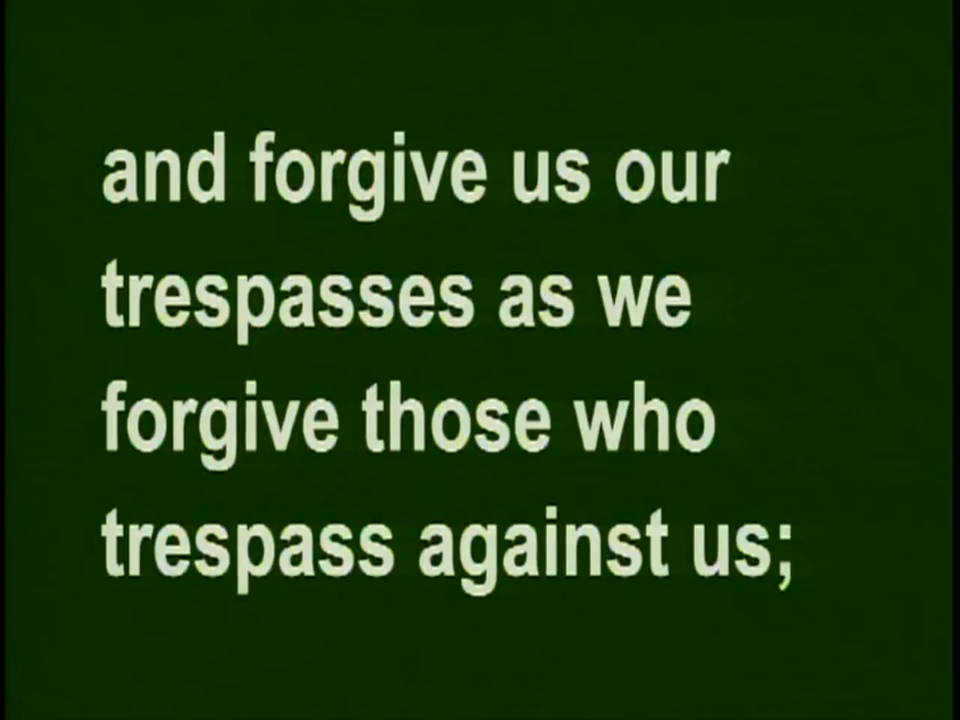 and forgive us our
trespasses as we
forgive those who
trespass against us;